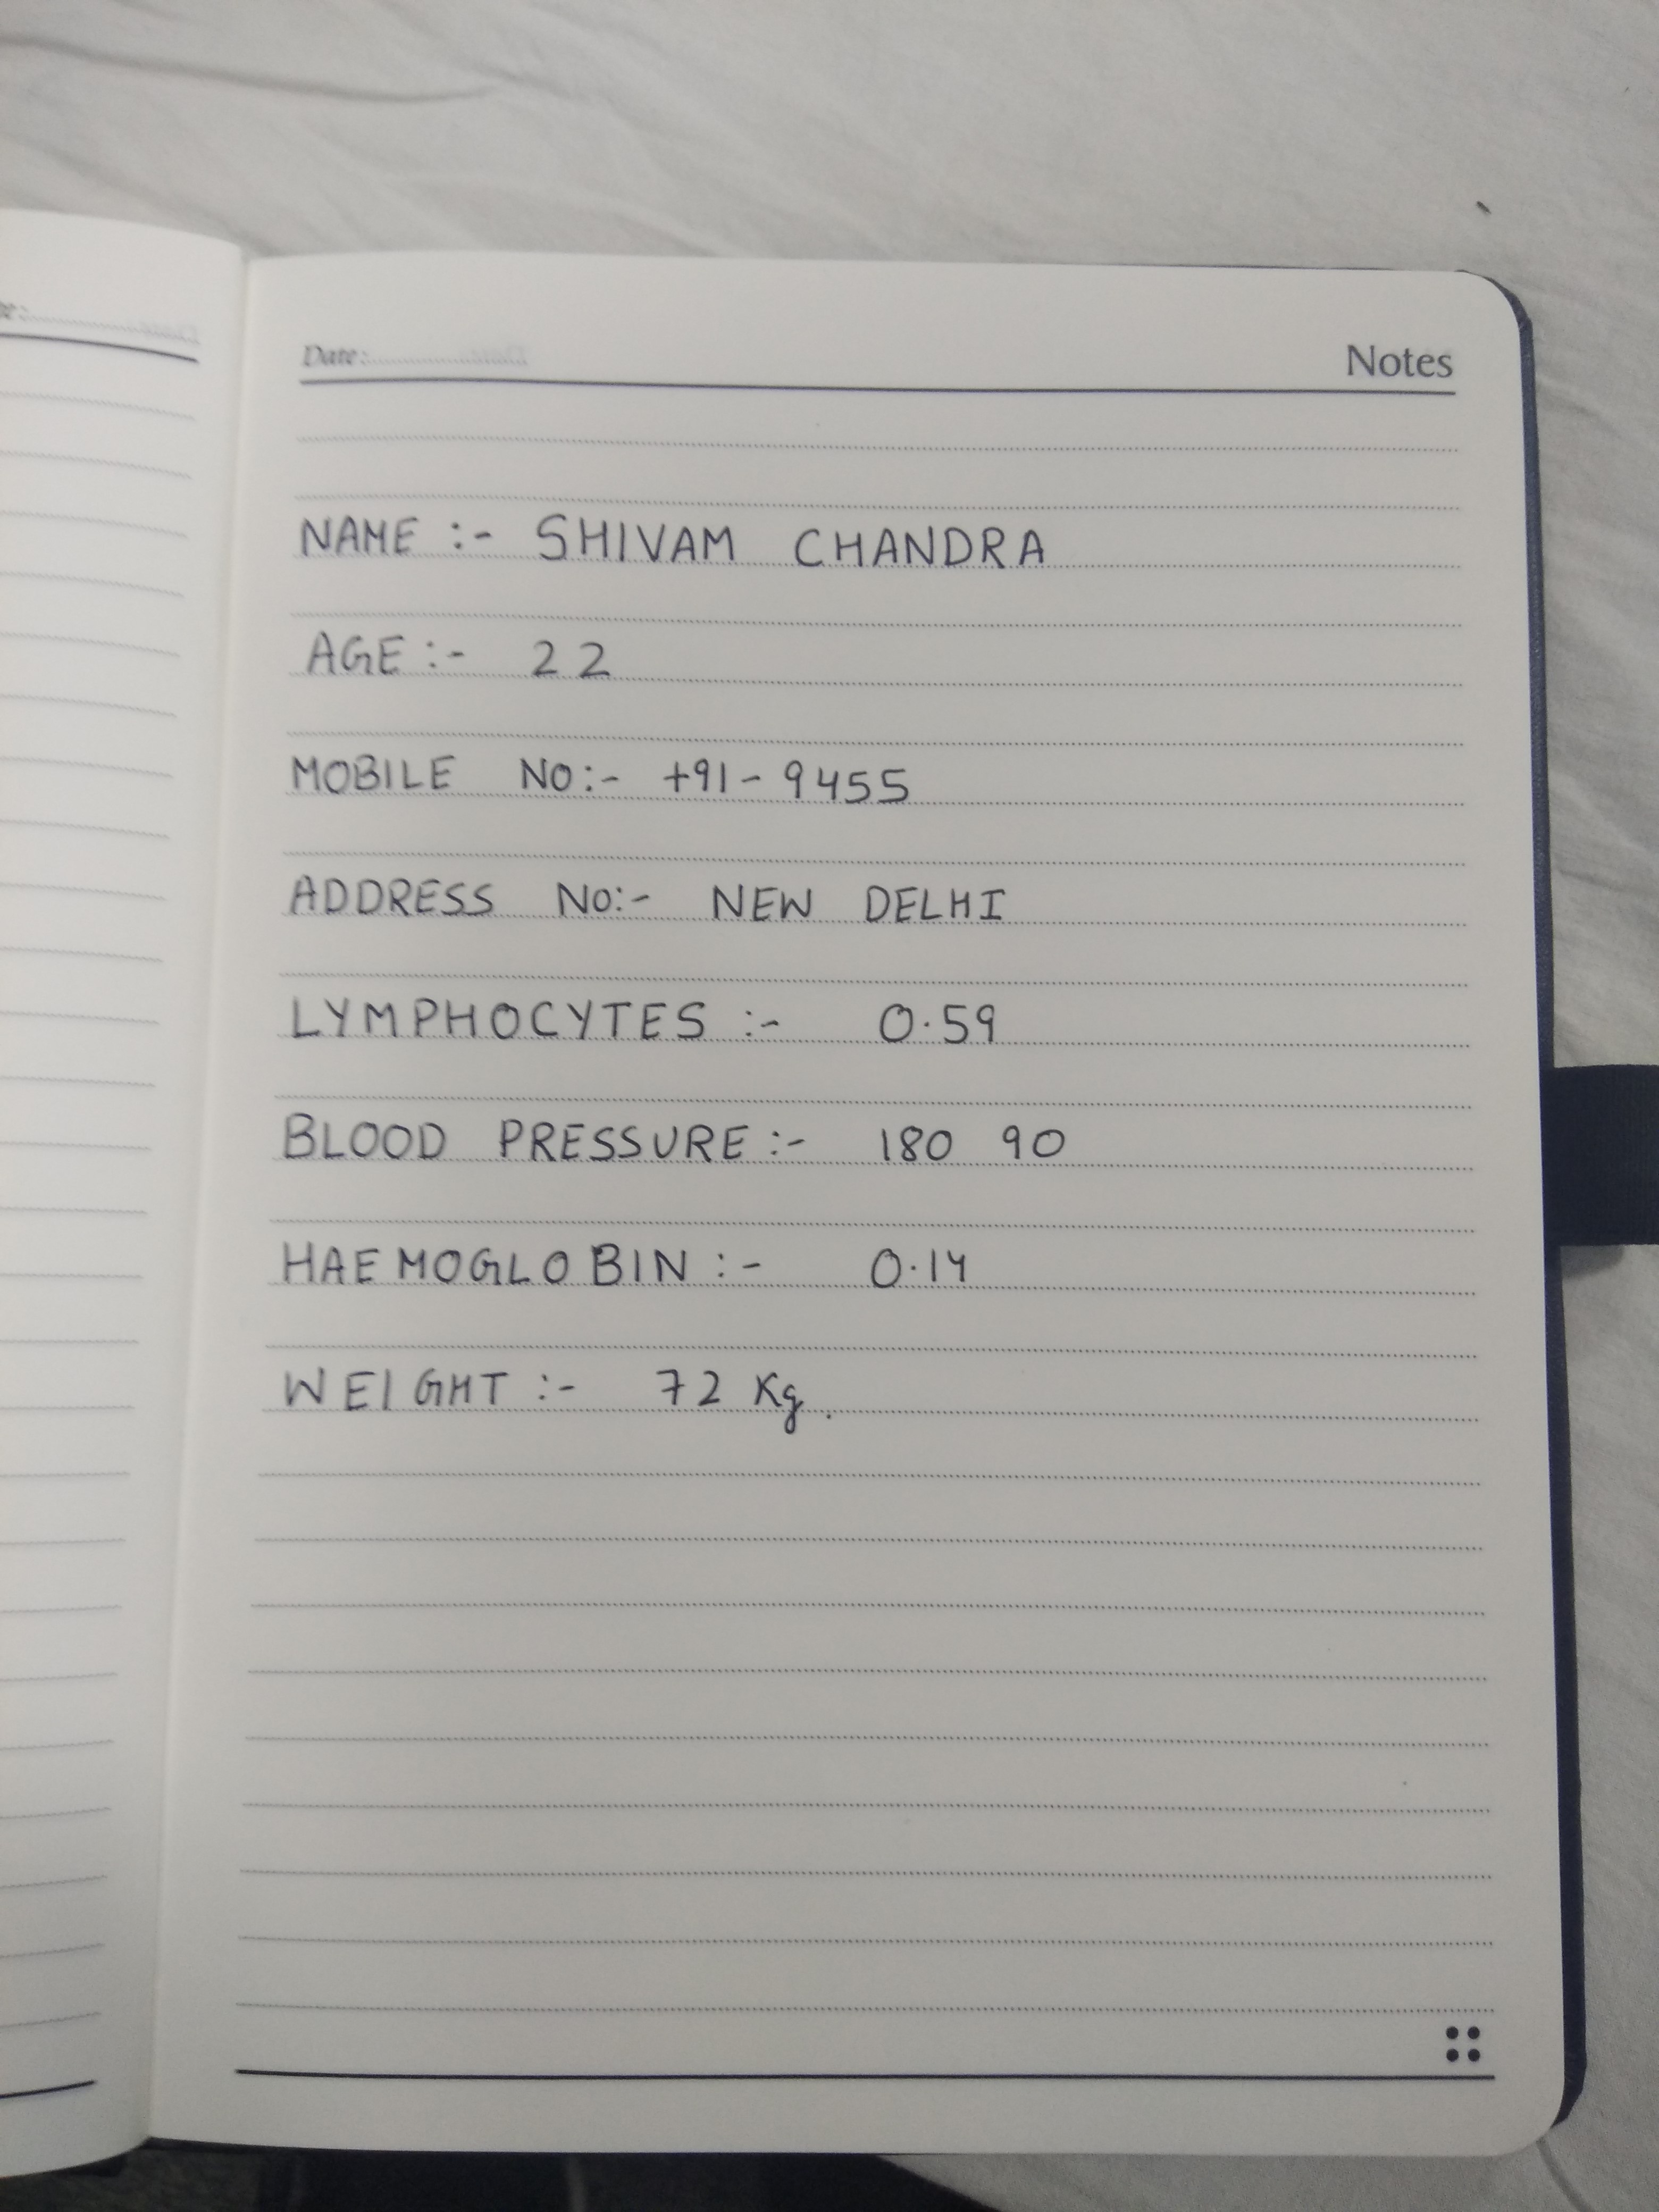 Date:
Notes
NAME :- SHIVAM CHANDRA
AGE :- 22
MOBILE NO:- +91- 9455
ADDRESS NO:- NEW DELHI
LYMPHOCYTES :- 0.59
BLOOD PRESSURE :- 180 90
HAEMOGLOBIN :- 0.14
WEIGHT :- 72 Kg.